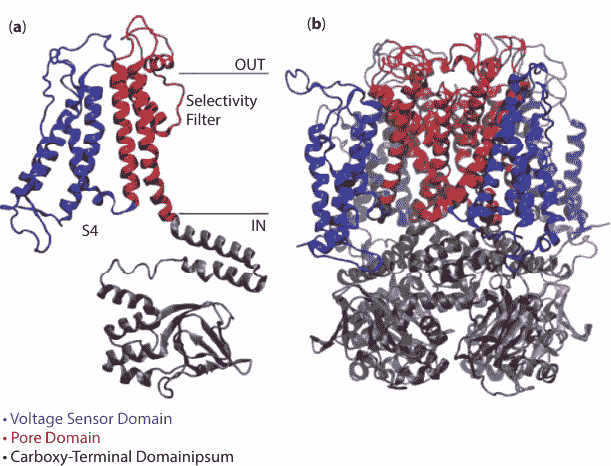 (a)
(b)
OUT
Selectivity
Filter
S4
IN
• Voltage Sensor Domain
• Pore Domain
• Carboxy-Terminal Domainipsum